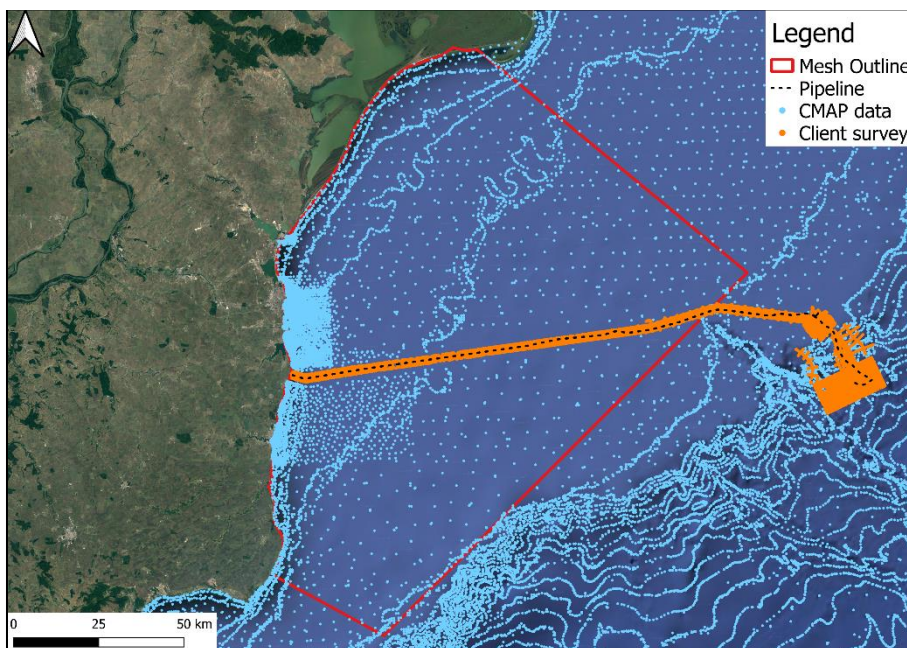 Legend
Mesh Outline
Pipeline
CMAP data
Client survey
0 25 50 km